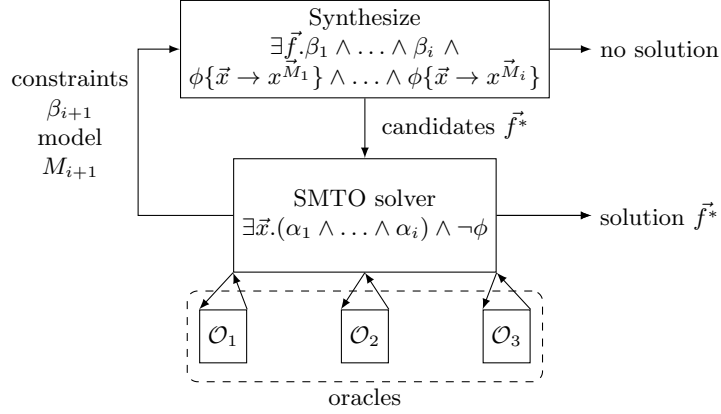 Synthesize
∃f⃗.β₁ ∧ … ∧ βᵢ ∧
ϕ{x⃗ → x^M⃗₁} ∧ … ∧ ϕ{x⃗ → x^M⃗ᵢ}
no solution
constraints
βᵢ₊₁
model
Mᵢ₊₁
candidates f⃗*
SMTO solver
∃x⃗.(α₁ ∧ … ∧ αᵢ) ∧ ¬ϕ
solution f⃗*
𝒪₁
𝒪₂
𝒪₃
oracles